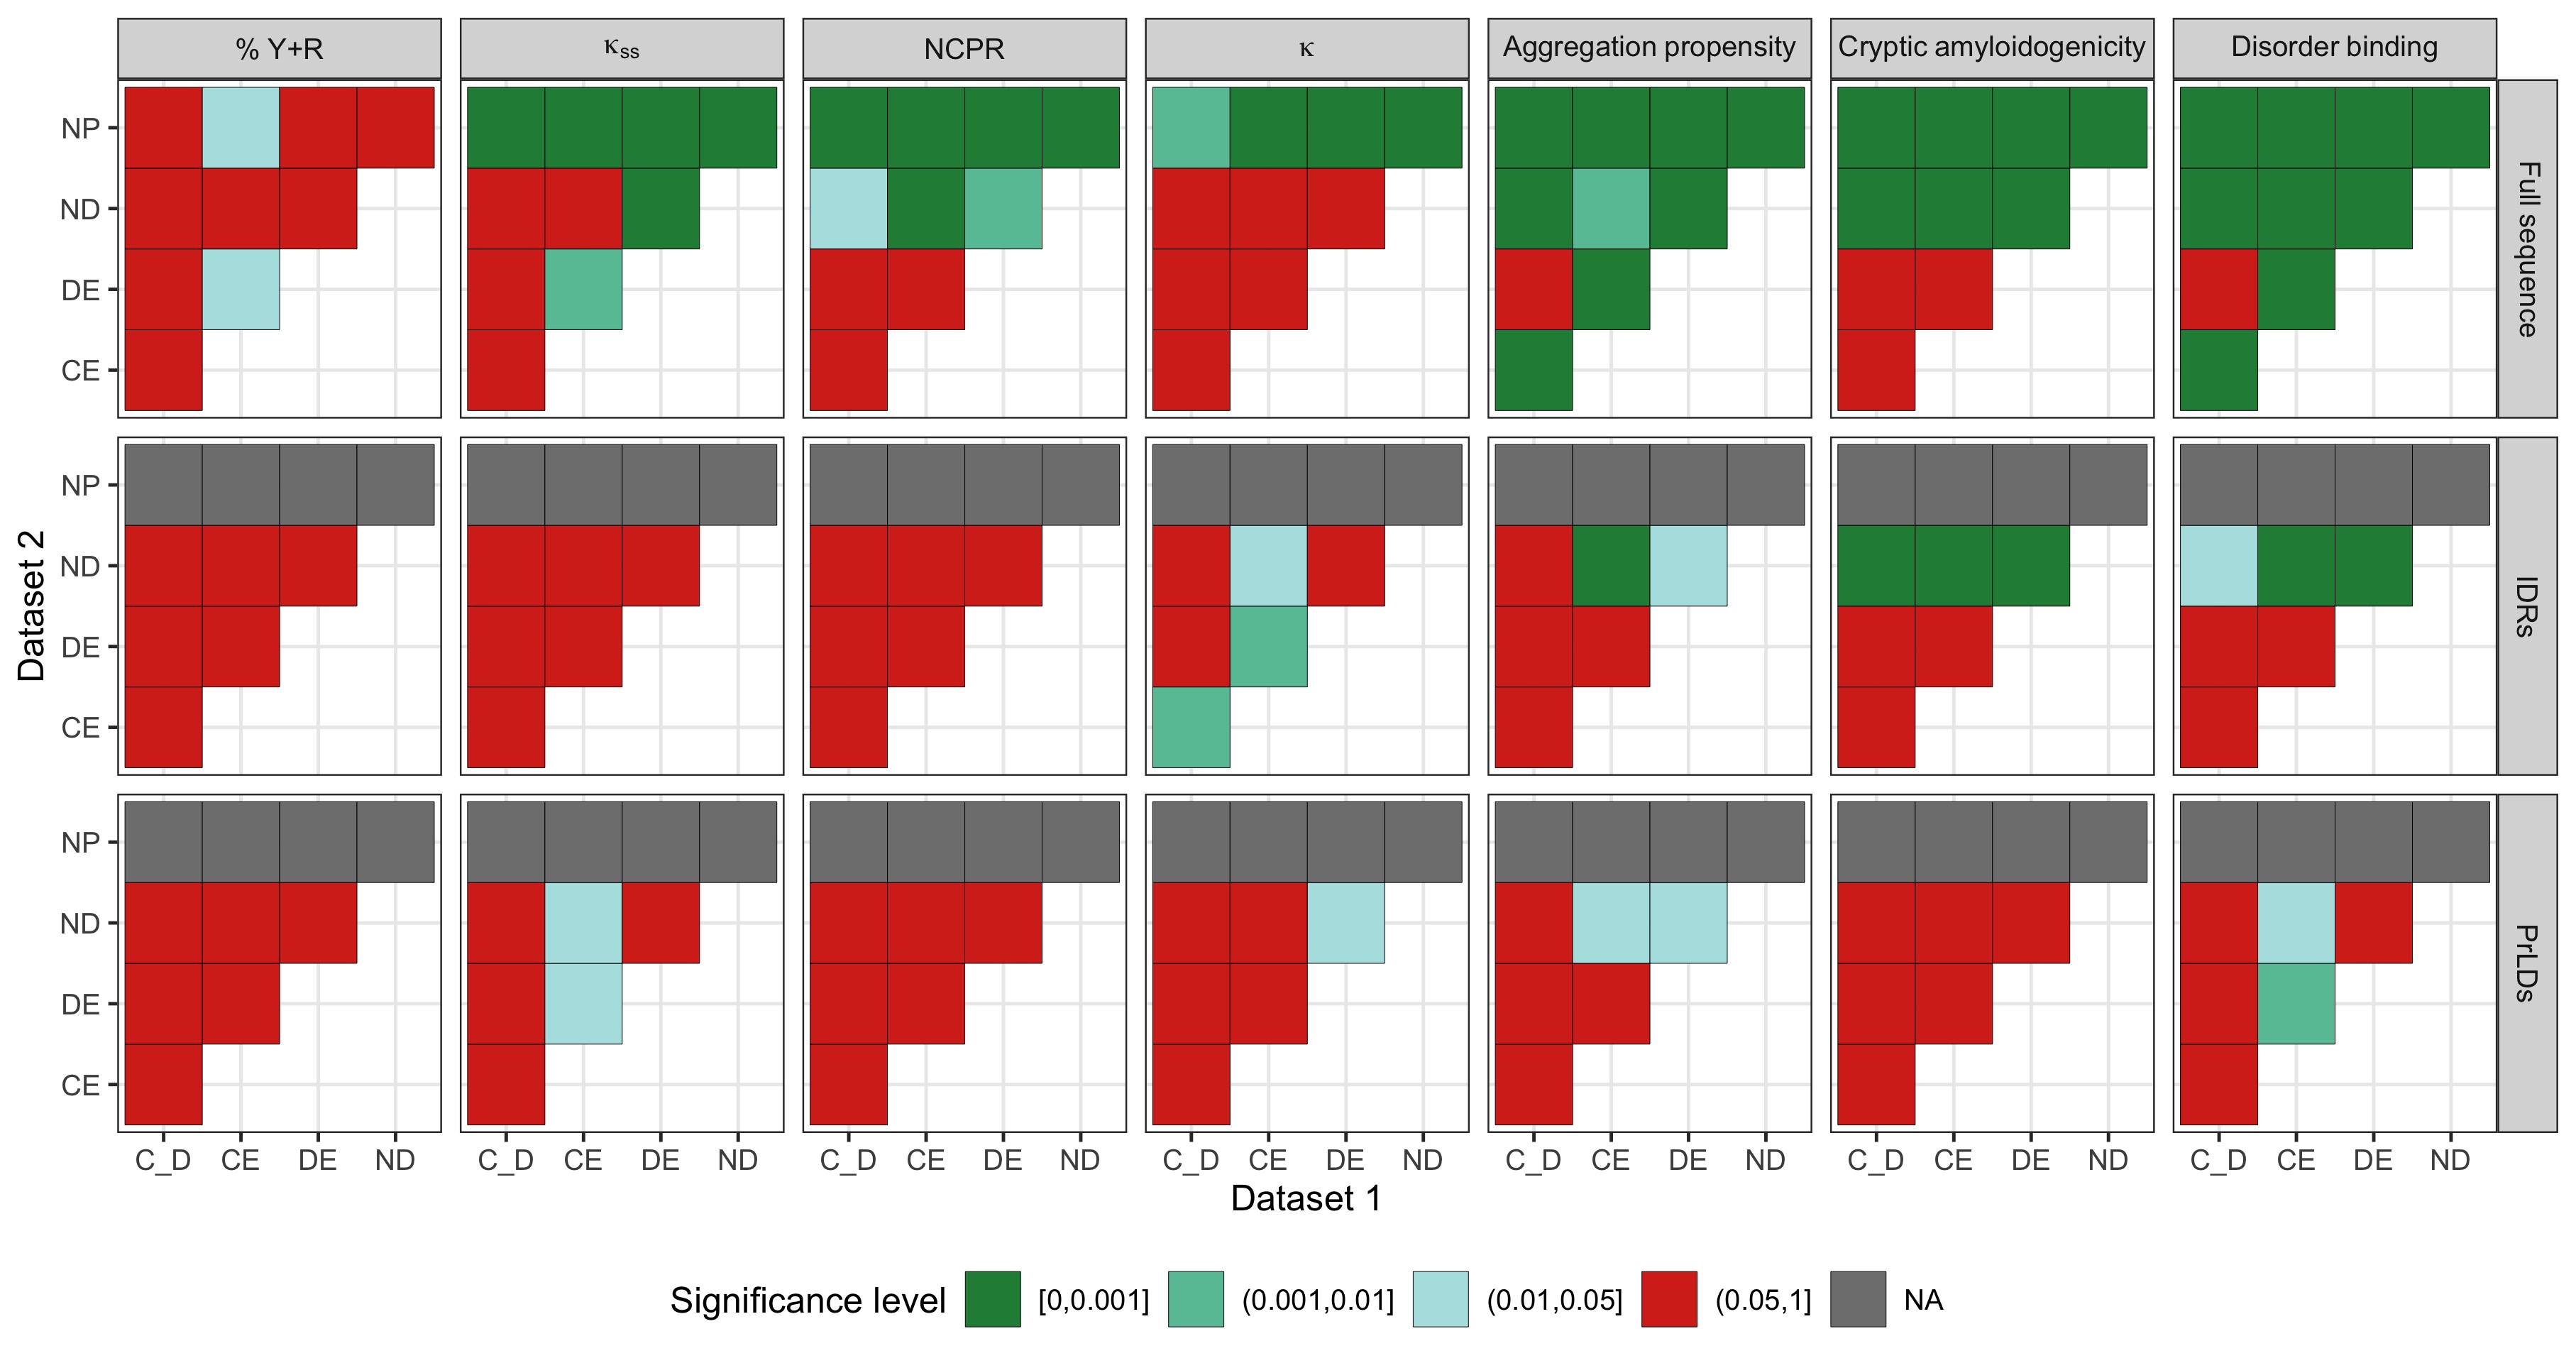 % Y+R κss NCPR κ Aggregation propensity Cryptic amyloidogenicity Disorder binding
NP
ND
DE
CE
Full sequence
NP
ND
DE
CE
IDRs
NP
ND
DE
CE
PrLDs
Dataset 2
C_D CE DE ND C_D CE DE ND C_D CE DE ND C_D CE DE ND C_D CE DE ND C_D CE DE ND C_D CE DE ND
Dataset 1
Significance level [0,0.001] (0.001,0.01] (0.01,0.05] (0.05,1] NA